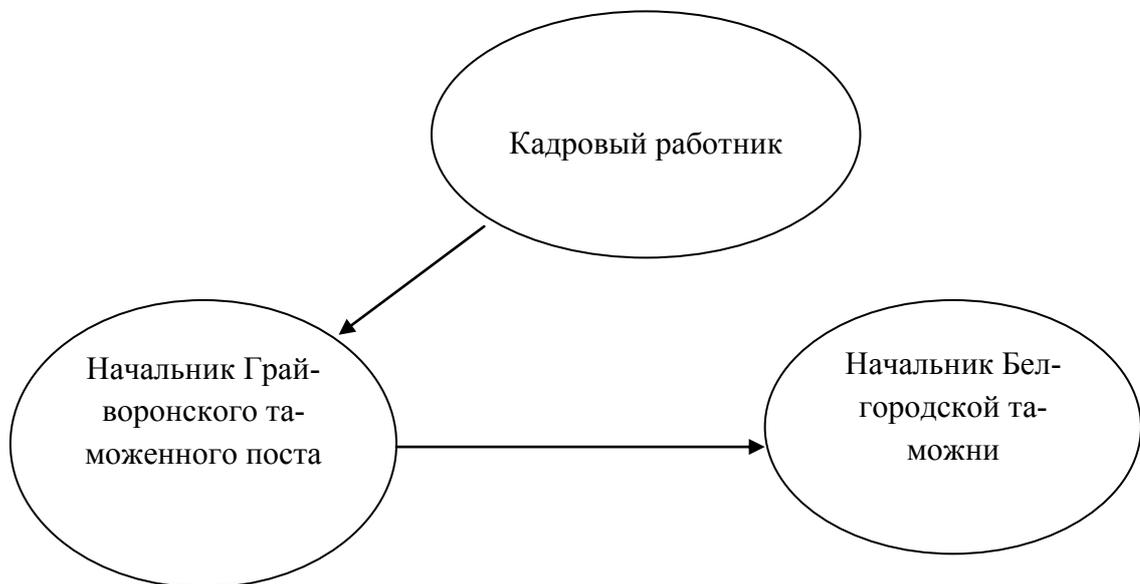 Кадровый работник
Начальник Грай-
воронского та-
моженного поста
Начальник Бел-
городской та-
можни